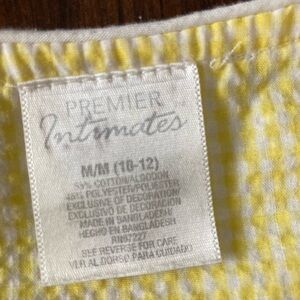 PREMIER
Intimates
M/M (10-12)
COTTON/ALGODON
POLYESTER/POLIESTER
EXCLUSIVE OF DECORATION
EXCLUSIVO DE DECORACION
MADE IN BANGLADESH/
HECHO EN BANGLADESH
SEE REVERSE FOR CARE
VER AL DORSO PARA CUIDADO